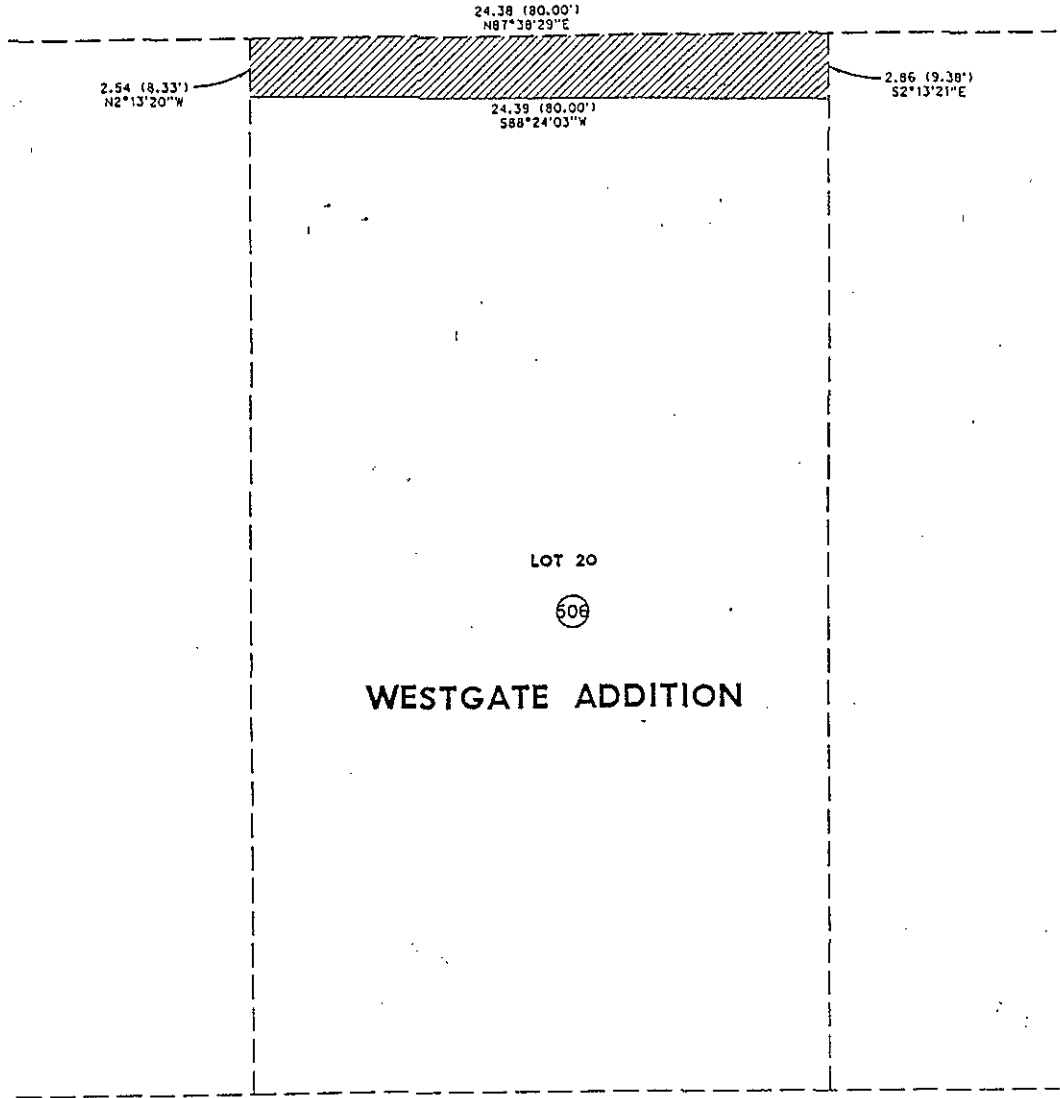 24.38 (80.00')
N87°38'29"E
2.54 (8.33')
N2°13'20"W
2.86 (9.38')
S2°13'21"E
24.39 (80.00')
S88°24'03"W
LOT 20
506
WESTGATE ADDITION